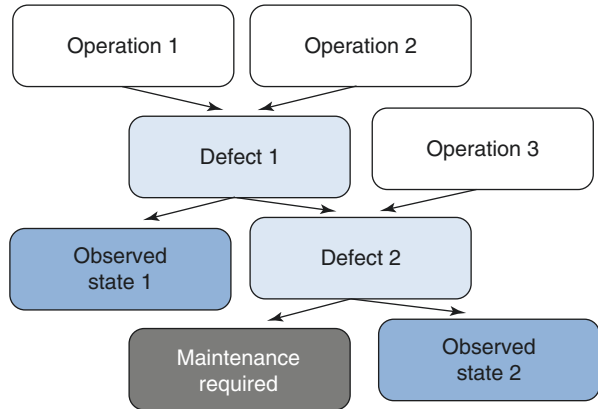 Operation 1
Operation 2
Defect 1
Operation 3
Observed
state 1
Defect 2
Maintenance
required
Observed
state 2